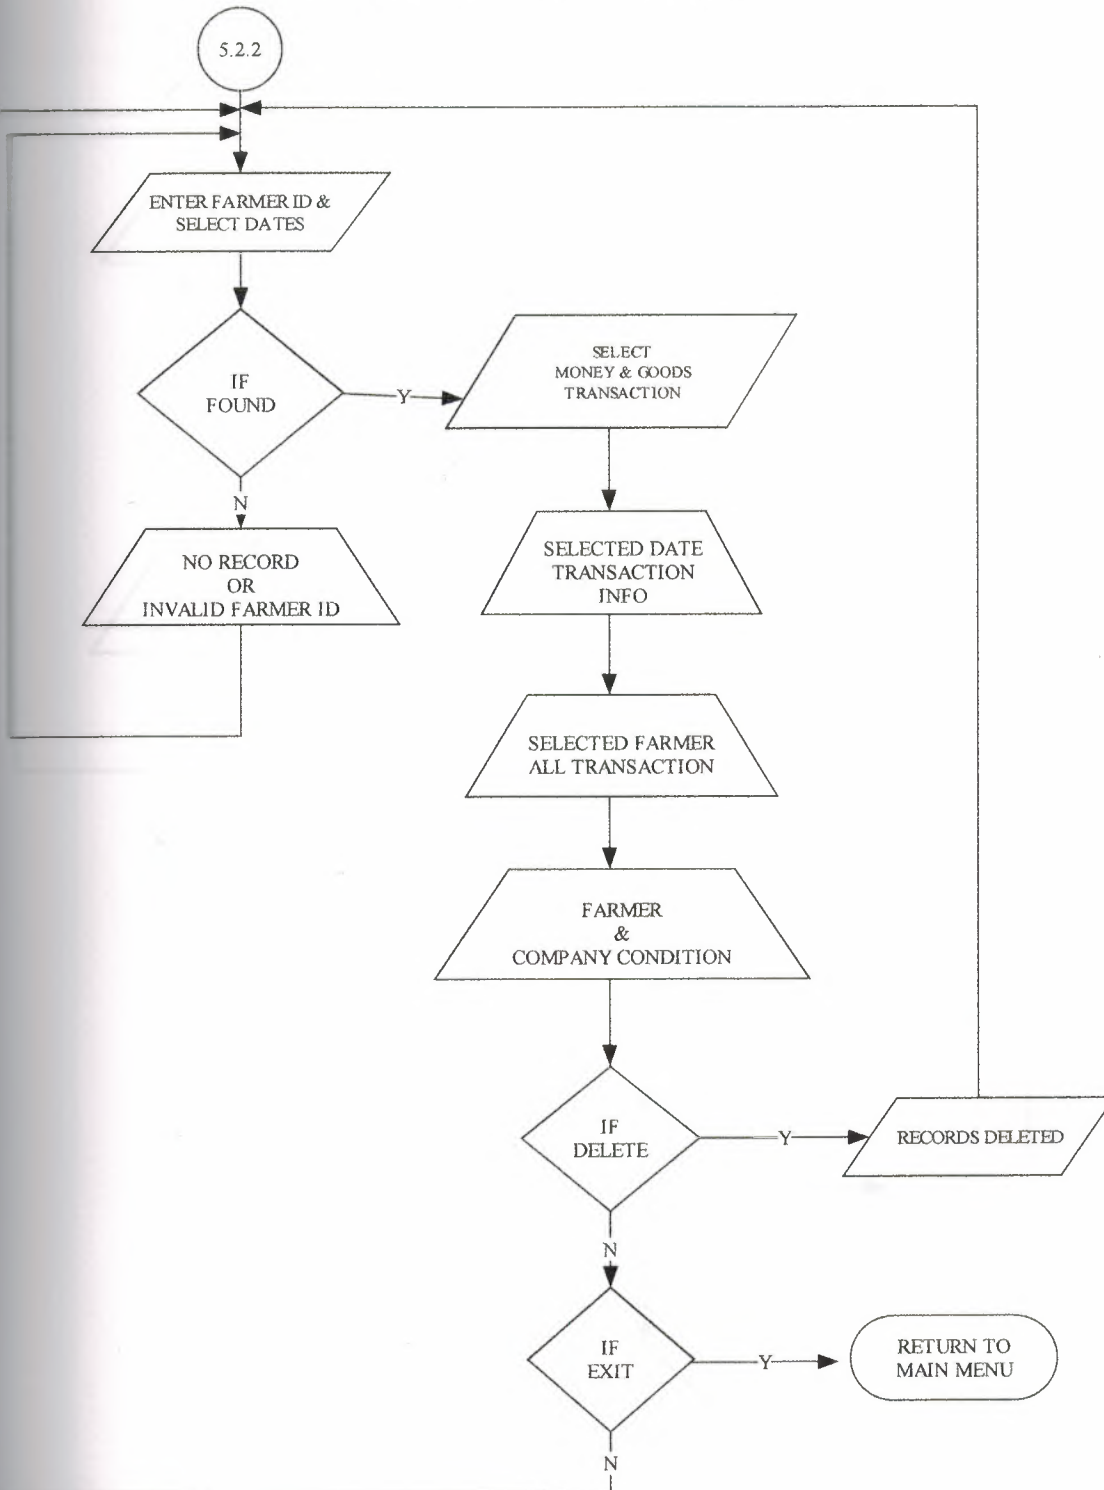 5.2.2
ENTER FARMER ID &
SELECT DATES
IF
FOUND
Y
SELECT
MONEY & GOODS
TRANSACTION
N
NO RECORD
OR
INVALID FARMER ID
SELECTED DATE
TRANSACTION
INFO
SELECTED FARMER
ALL TRANSACTION
FARMER
&
COMPANY CONDITION
IF
DELETE
Y
RECORDS DELETED
N
IF
EXIT
Y
RETURN TO
MAIN MENU
N